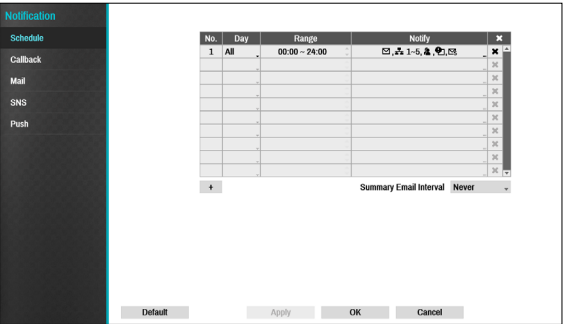 Notification
Schedule
Callback
Mail
SNS
Push
No. Day Range Notify ✖
1 All 00:00 ~ 24:00 , 1~5, , ,
+ Summary Email Interval Never
Default Apply OK Cancel